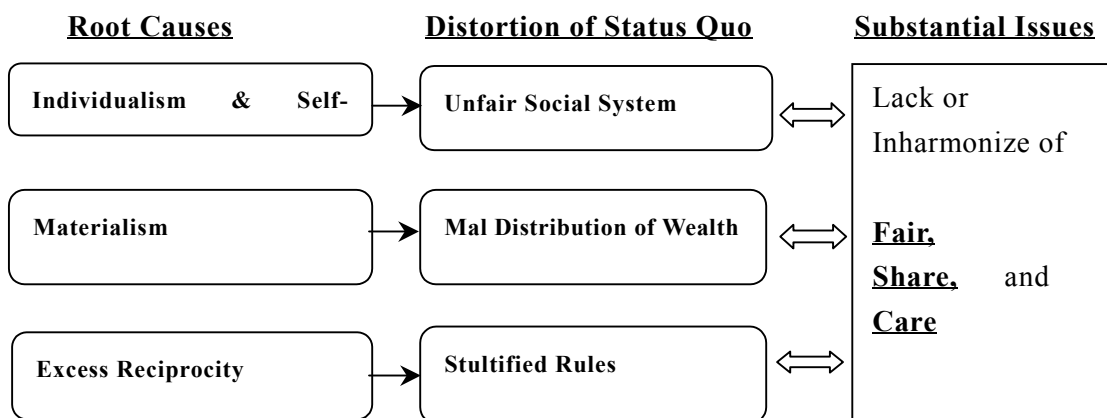 Root Causes
Distortion of Status Quo
Substantial Issues
Individualism & Self-
Unfair Social System
Lack or
Inharmonize of
Materialism
Mal Distribution of Wealth
Fair,
Share, and
Care
Excess Reciprocity
Stultified Rules